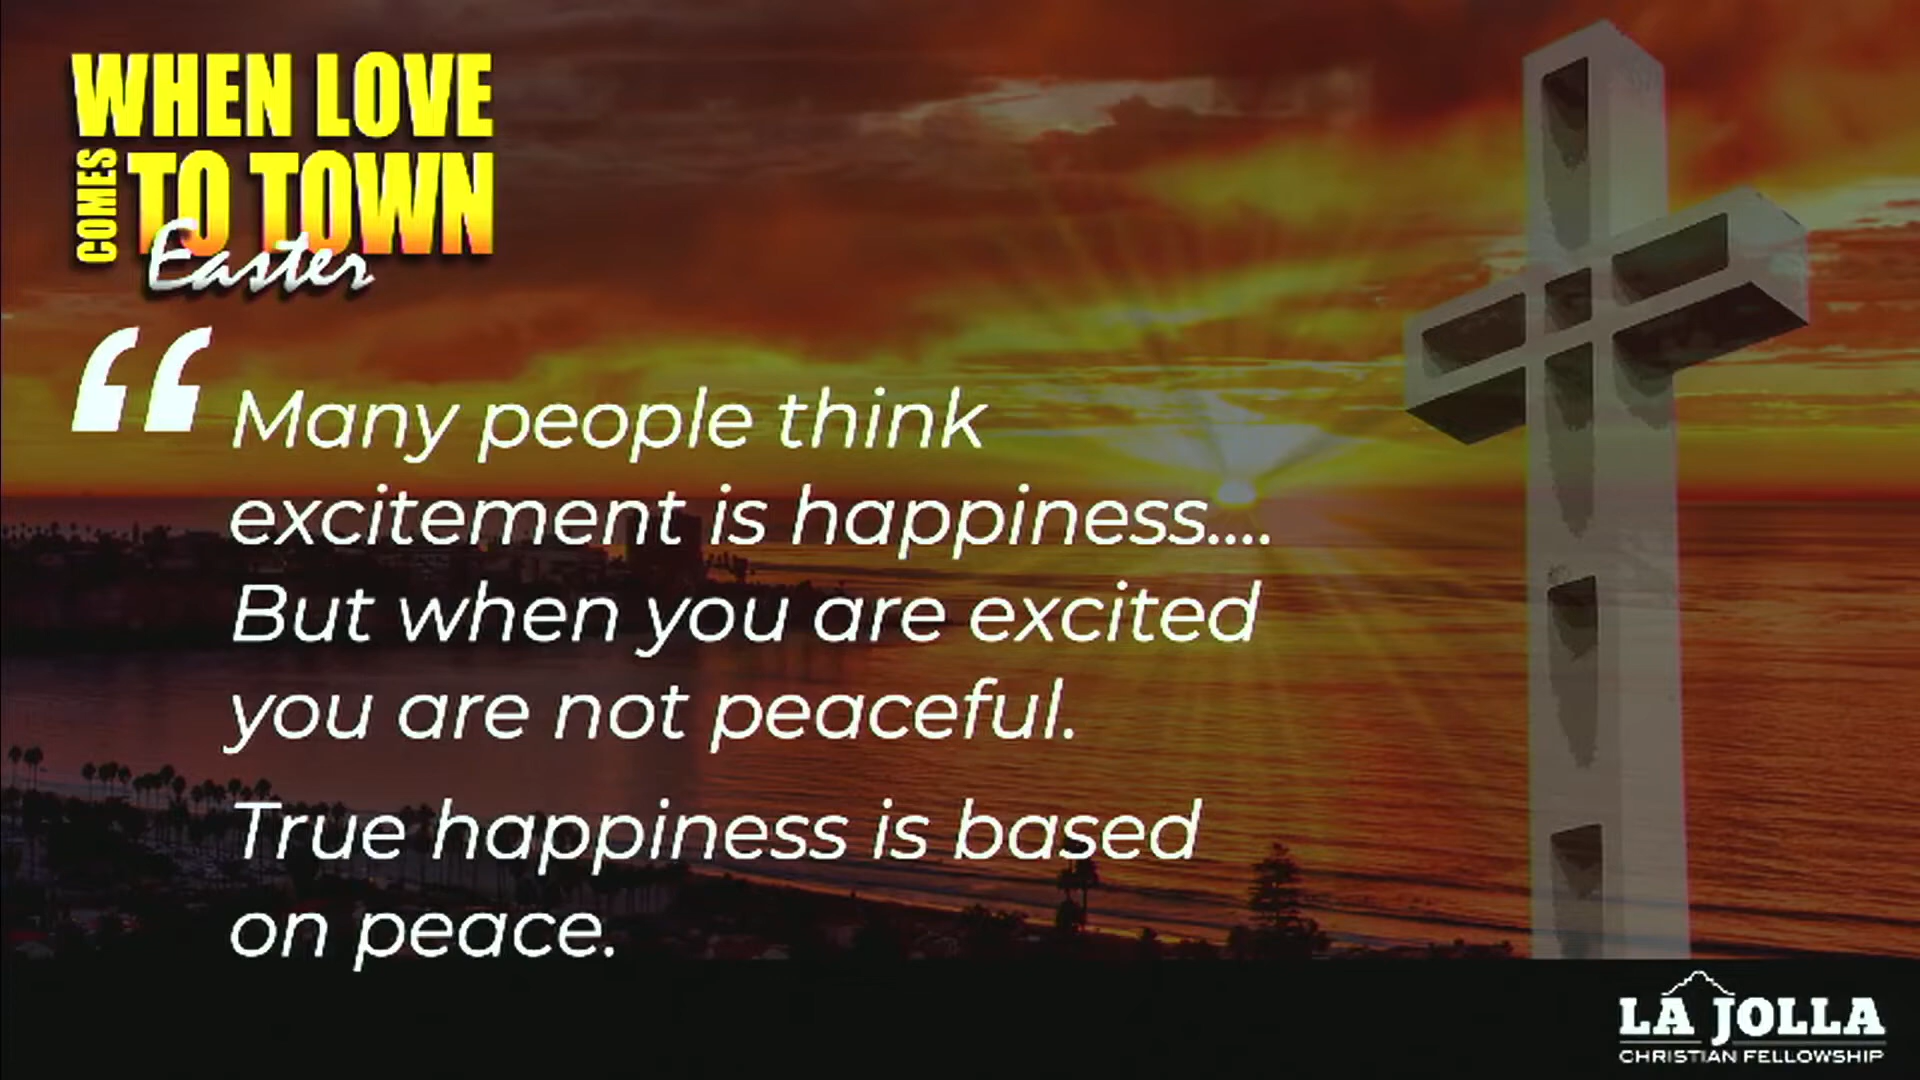 WHEN LOVE
COMES TO TOWN
Easter
“ Many people think
excitement is happiness....
But when you are excited
you are not peaceful.
True happiness is based
on peace.
LA JOLLA
CHRISTIAN FELLOWSHIP